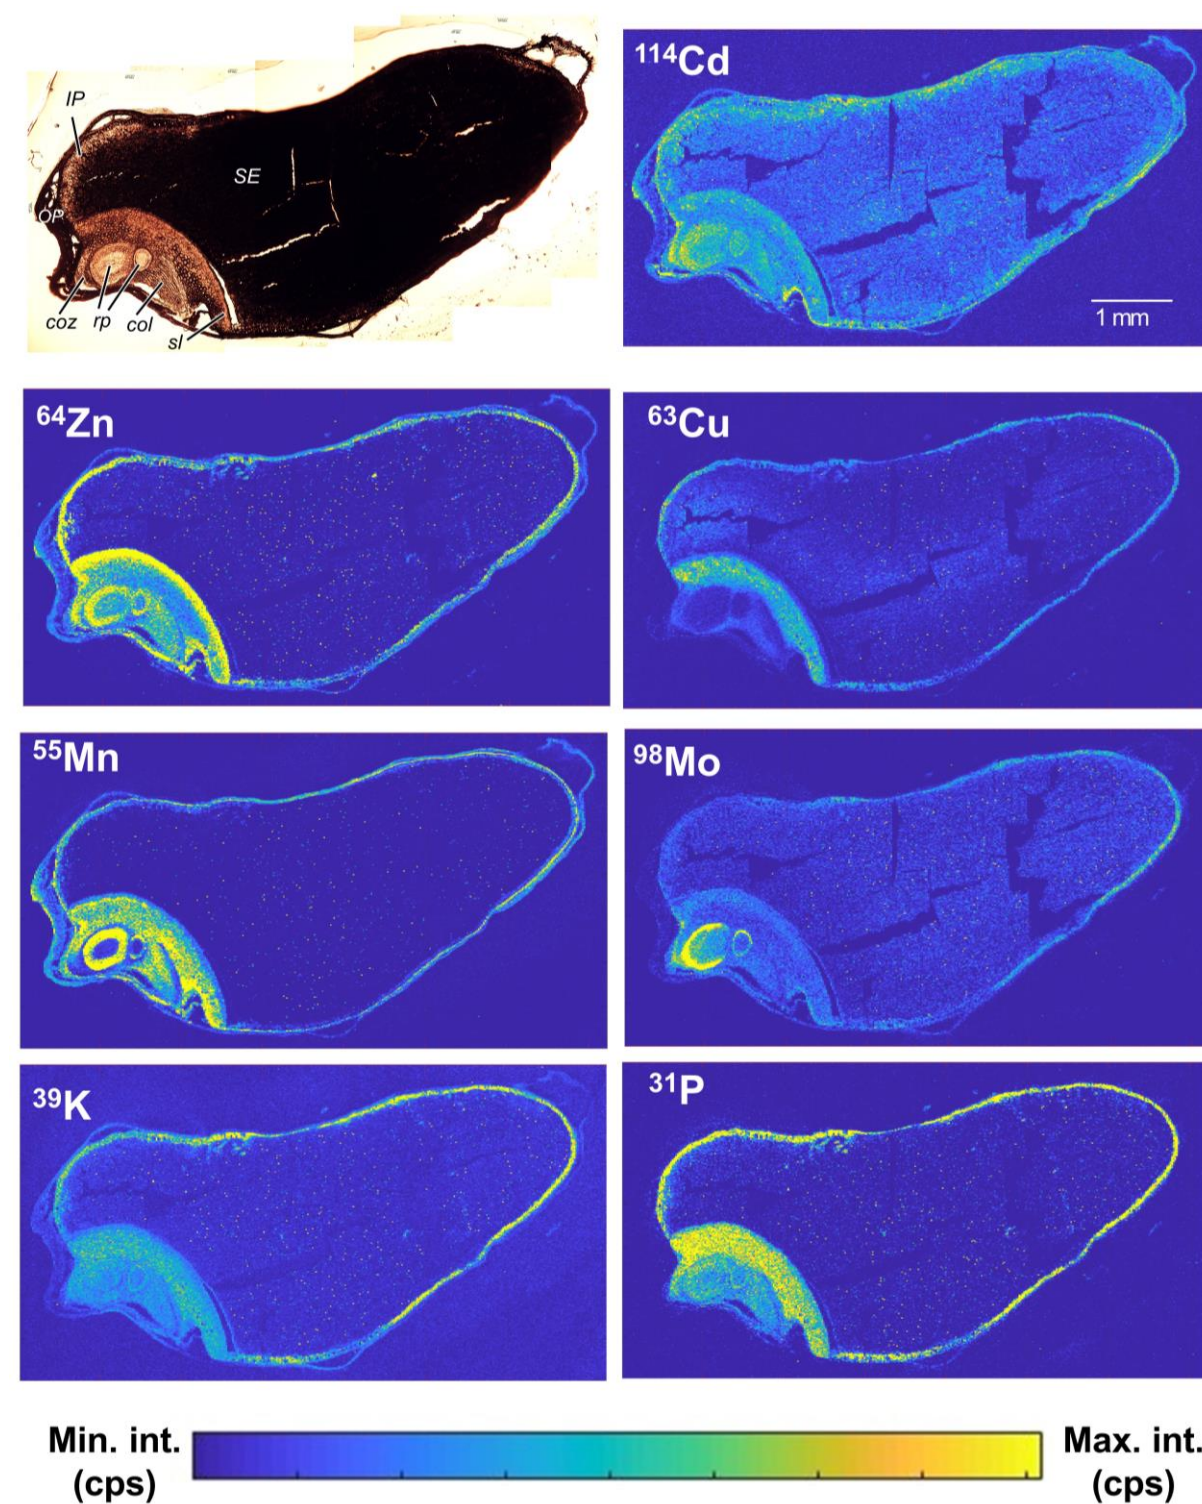 IP
SE
OP
coz rp col
sl
¹¹⁴Cd
1 mm
⁶⁴Zn
⁶³Cu
⁵⁵Mn
⁹⁸Mo
³⁹K
³¹P
Min. int.
(cps)
Max. int.
(cps)